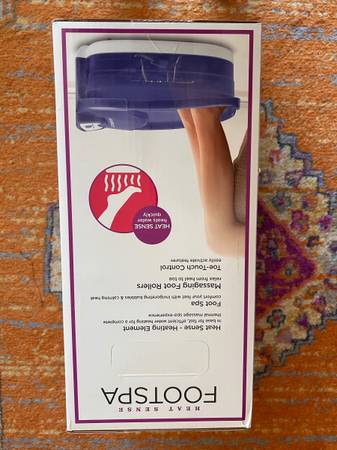 HEAT SENSE
FOOTSPA
Heat Sense - Heating Element
in base for fast, efficient water heating for a complete
thermal massage spa experience
Foot Spa
comfort your feet with invigorating bubbles & calming heat
Massaging Foot Rollers
relax from heel to toe
Toe-Touch Control
easily activate features
HEAT SENSE
heats water
quickly